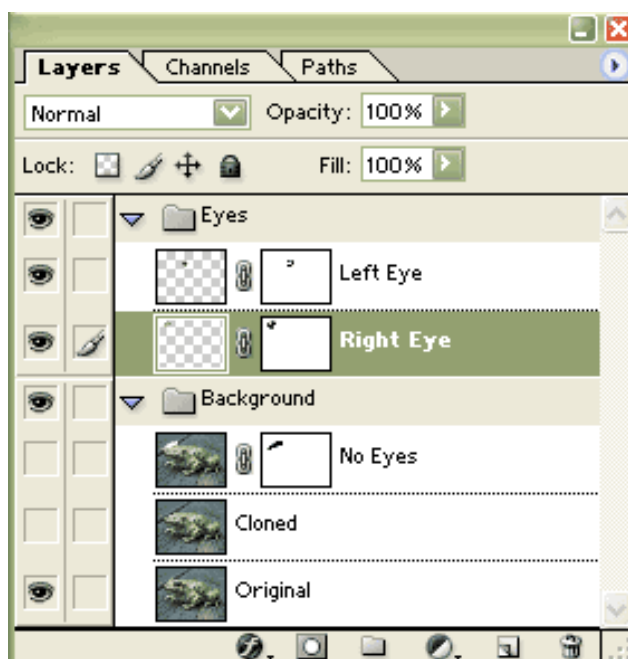 Layers Channels Paths
Normal Opacity: 100%
Lock: Fill: 100%
Eyes
Left Eye
Right Eye
Background
No Eyes
Cloned
Original